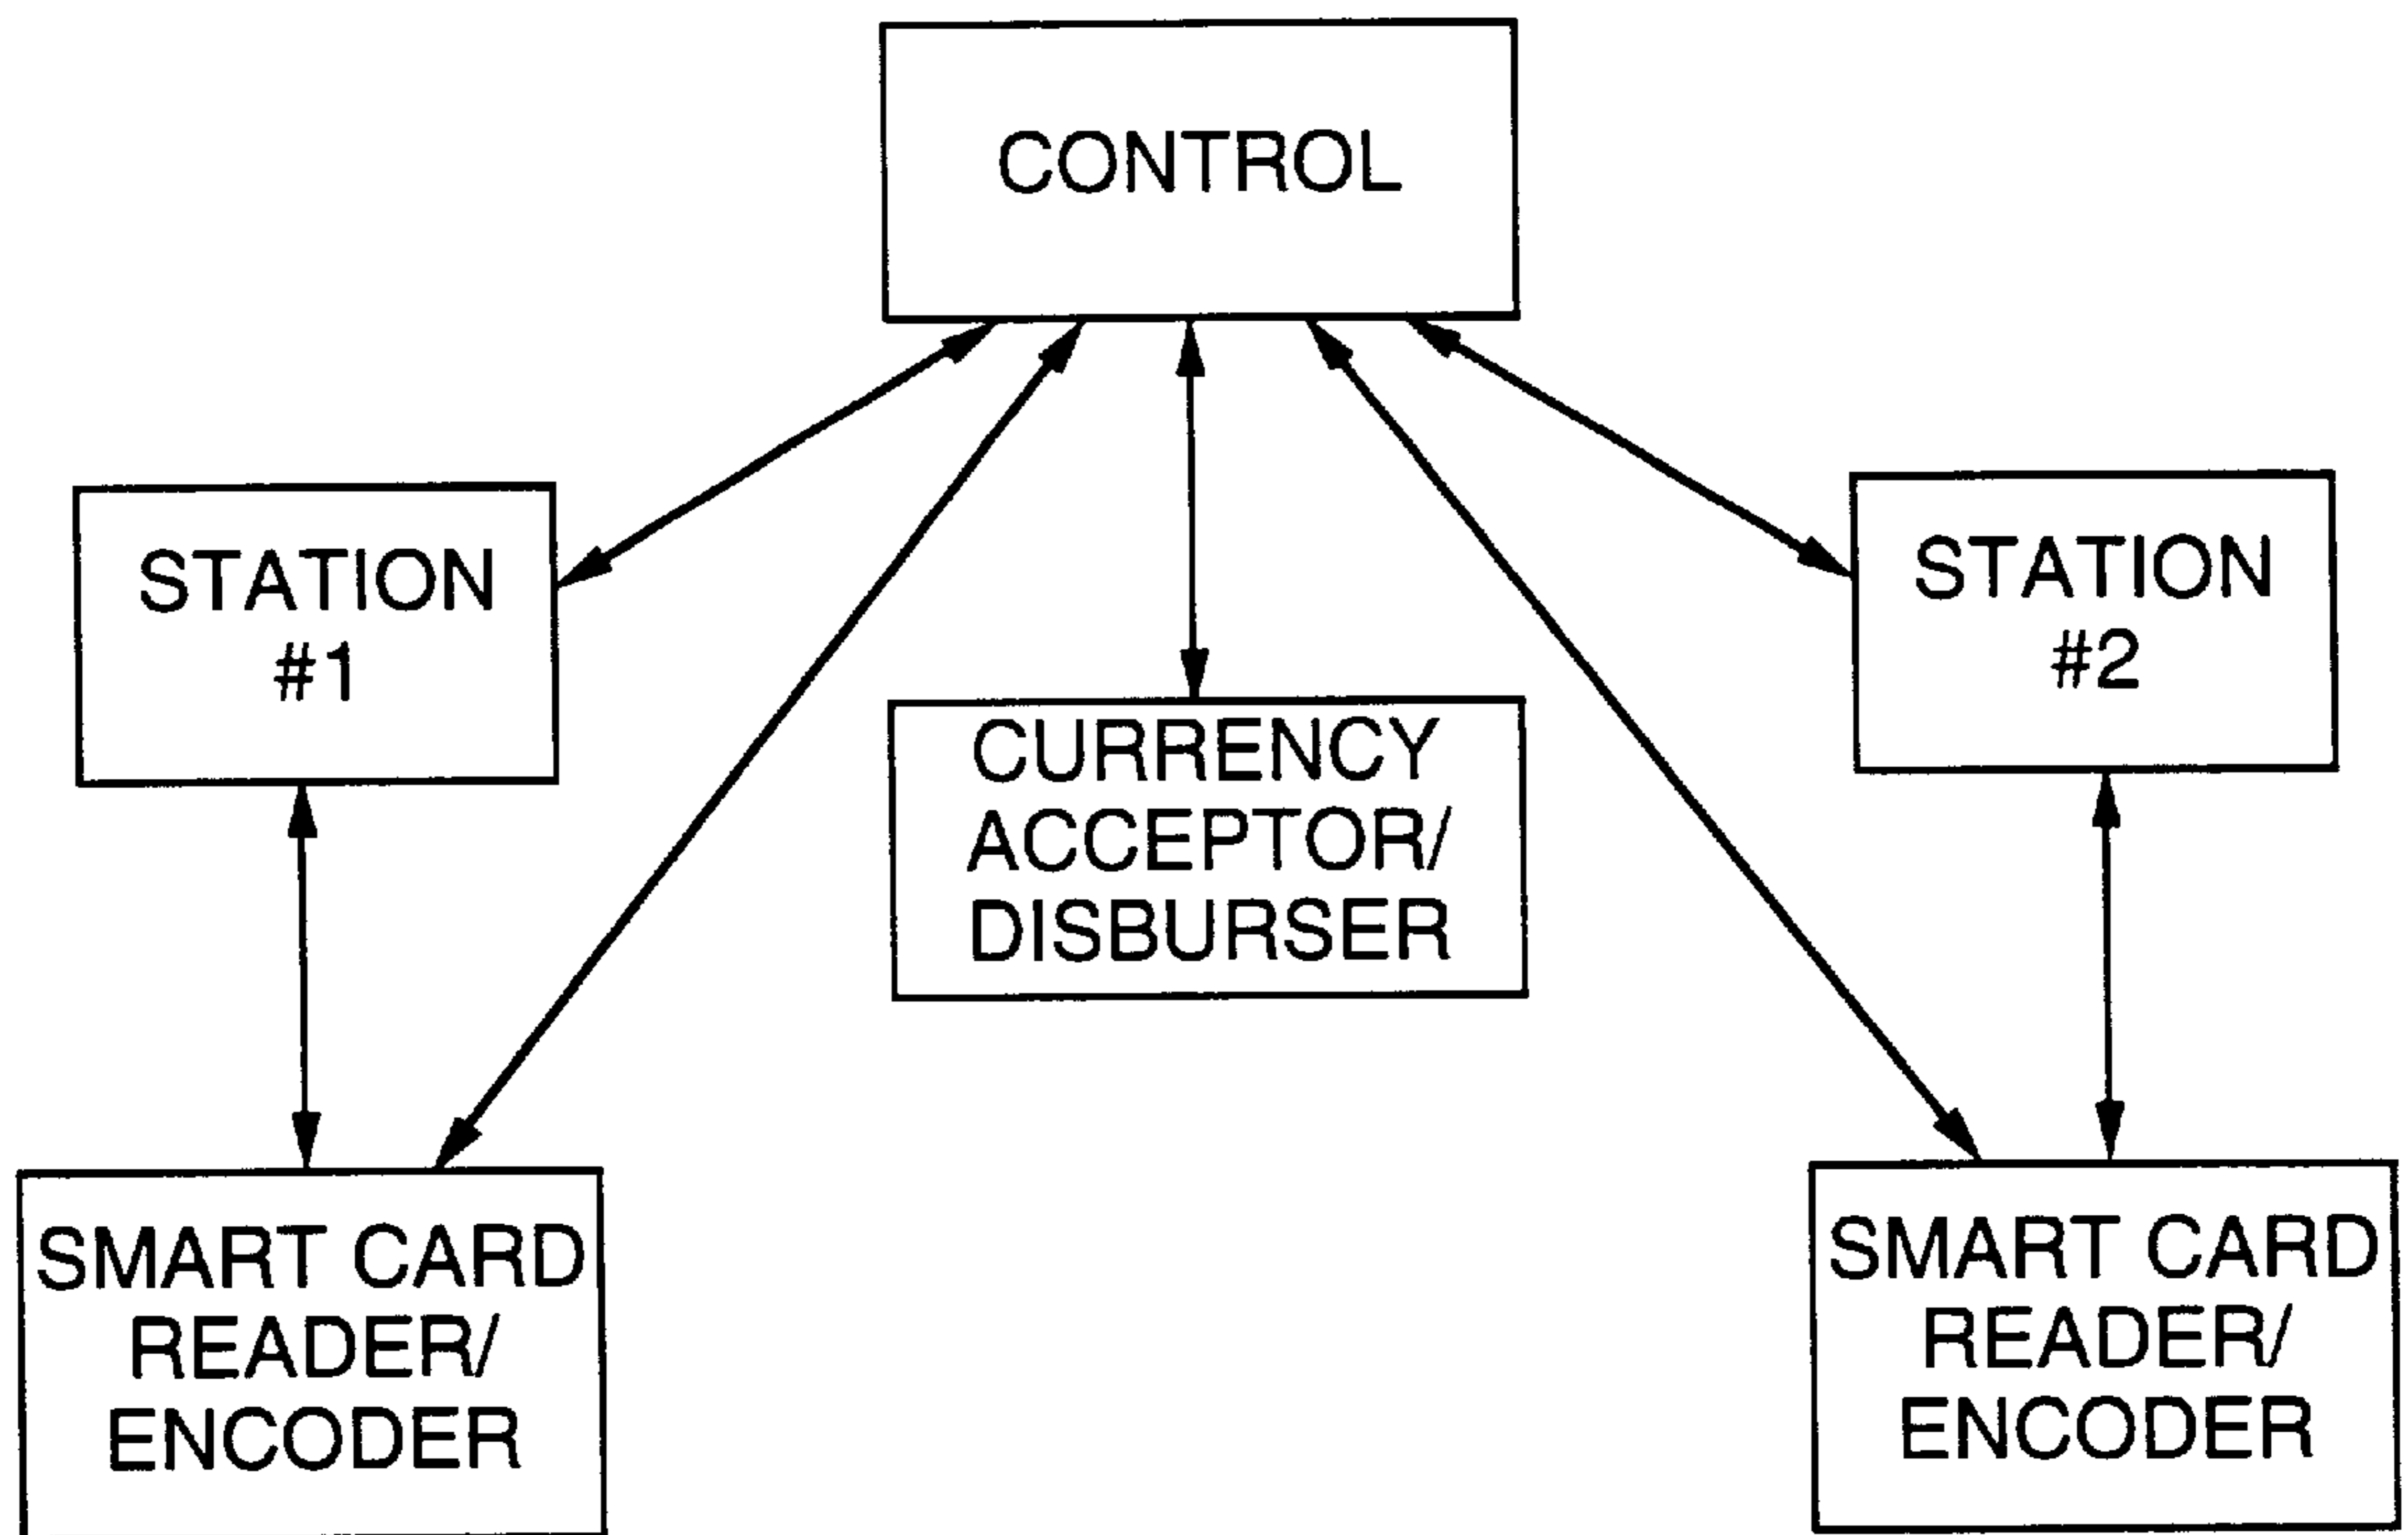 CONTROL
STATION
#1
STATION
#2
CURRENCY
ACCEPTOR/
DISBURSER
SMART CARD
READER/
ENCODER
SMART CARD
READER/
ENCODER